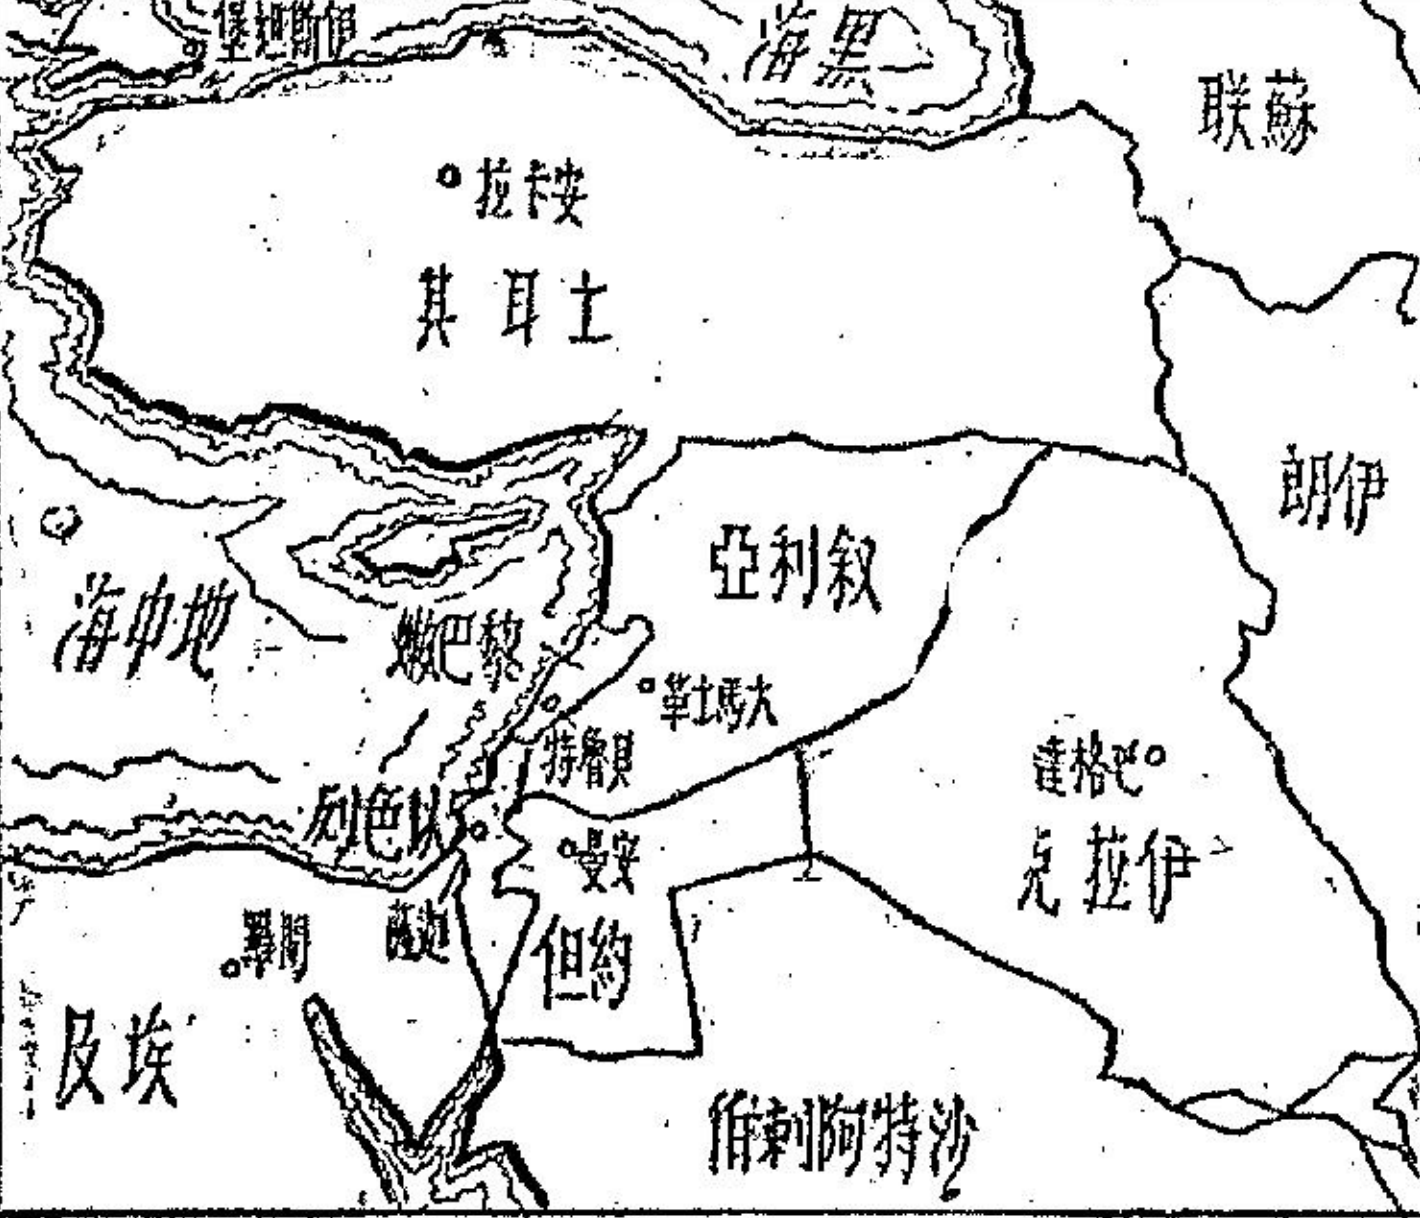 伊斯坦堡
黑海
蘇联
安卡拉
土耳其
伊朗
叙利亞
地中海
黎巴嫩
大馬士革
貝魯特
巴格達
以色列
安曼
伊拉克
開羅
迦薩
約但
埃及
沙特阿剌伯